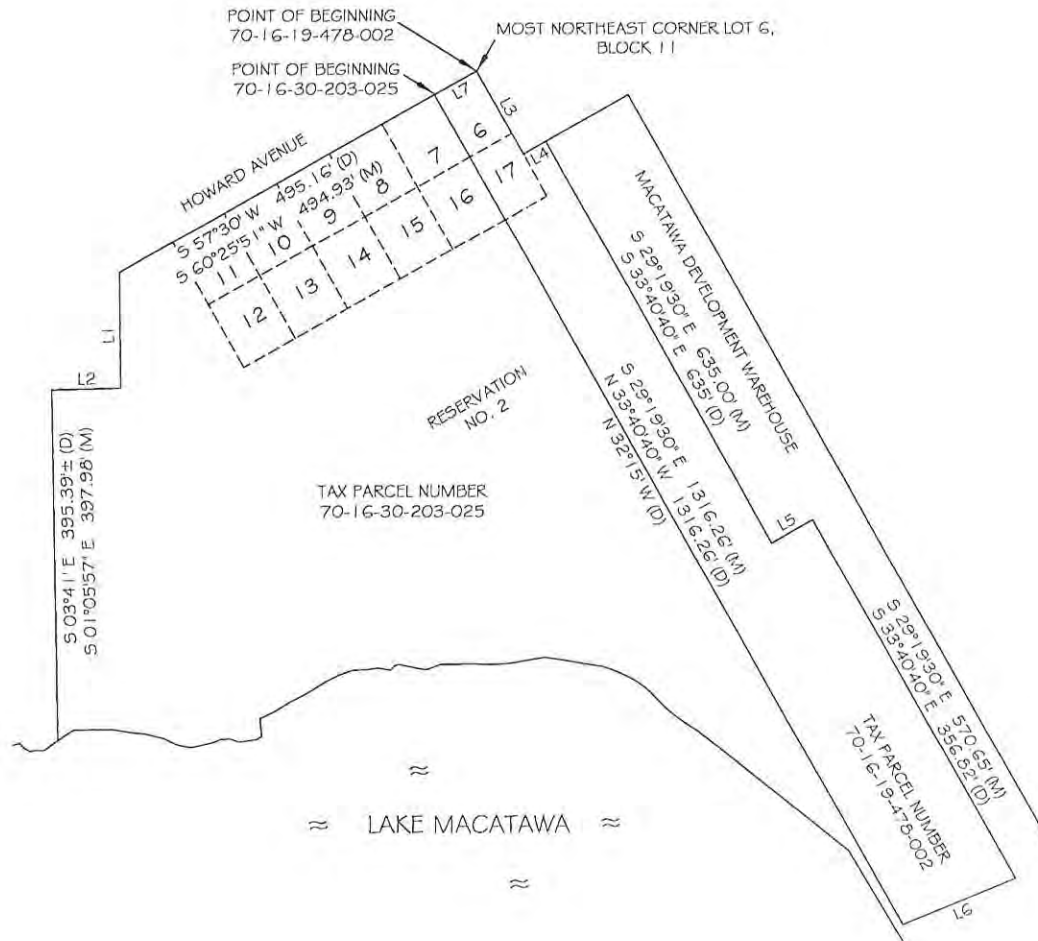 POINT OF BEGINNING
70-16-19-478-002
MOST NORTHEAST CORNER LOT 6,
BLOCK 11
POINT OF BEGINNING
70-16-30-203-025
L7
L3
6
L4
17
HOWARD AVENUE
S 57°30' W 495.16' (D)
S 60°25'51" W 494.93' (M)
7
8
9
10
11
16
15
14
13
12
L1
L2
MACATAWA DEVELOPMENT WAREHOUSE
S 29°19'30" E 635.00' (M)
S 33°40'40" E 635' (D)
RESERVATION
NO. 2
S 29°19'30" E 1316.26' (M)
N 33°40'40" W 1316.26' (D)
N 32°15' W (D)
S 03°41' E 395.39'± (D)
S 01°05'57" E 397.98' (M)
TAX PARCEL NUMBER
70-16-30-203-025
L5
S 29°19'30" E 570.65' (M)
S 33°40'40" E 356.52' (D)
TAX PARCEL NUMBER
70-16-19-478-002
LAKE MACATAWA
L6